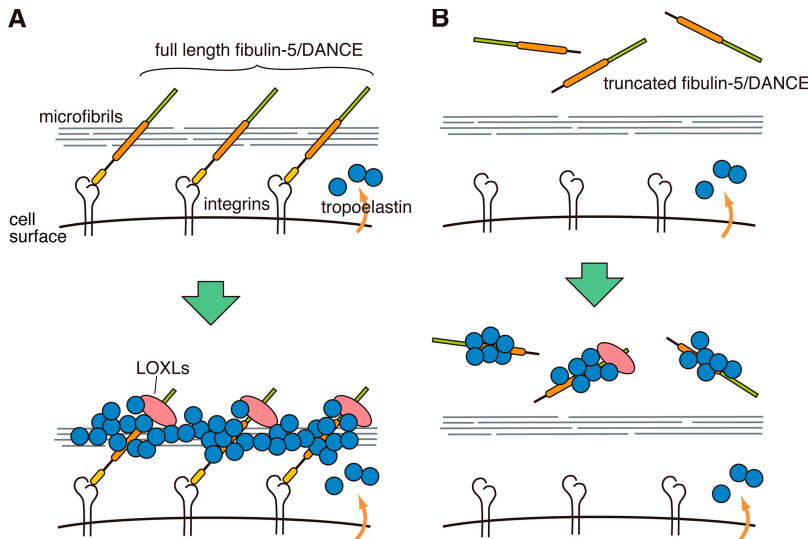 A
full length fibulin-5/DANCE
microfibrils
integrins
tropoelastin
cell
surface
LOXLs
B
truncated fibulin-5/DANCE